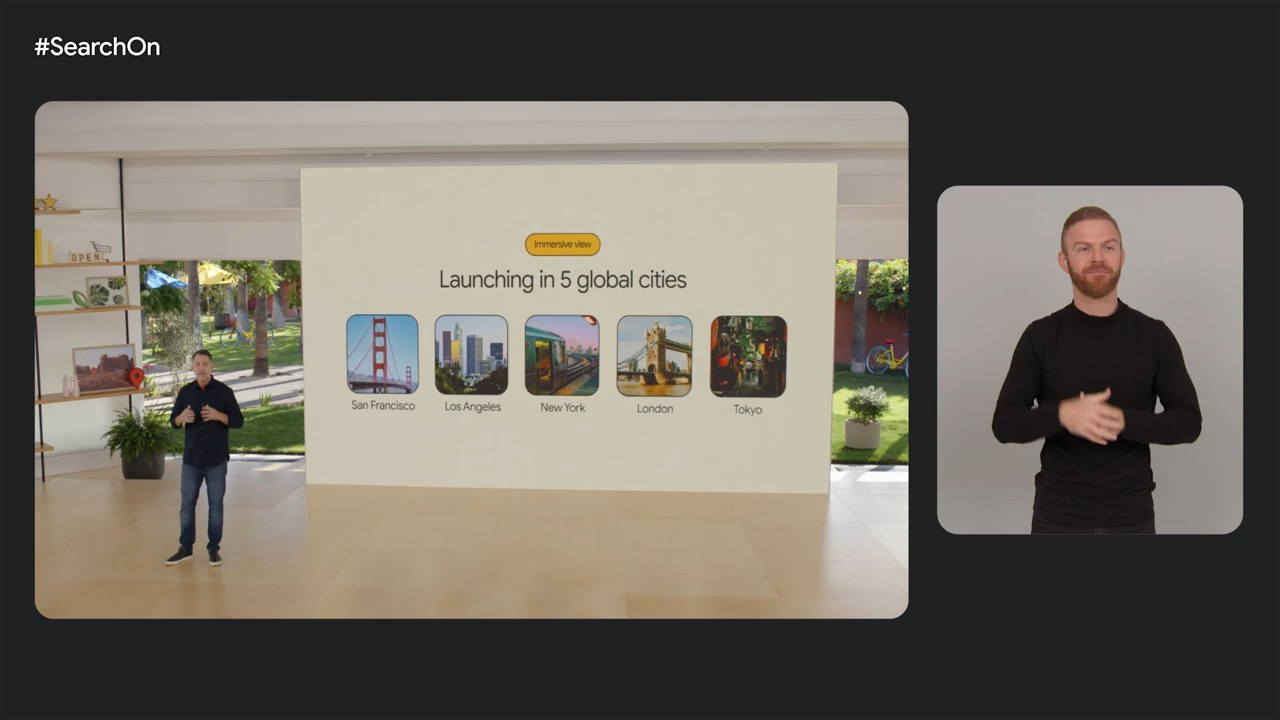 #SearchOn
OPEN
Immersive view
Launching in 5 global cities
San Francisco
Los Angeles
New York
London
Tokyo